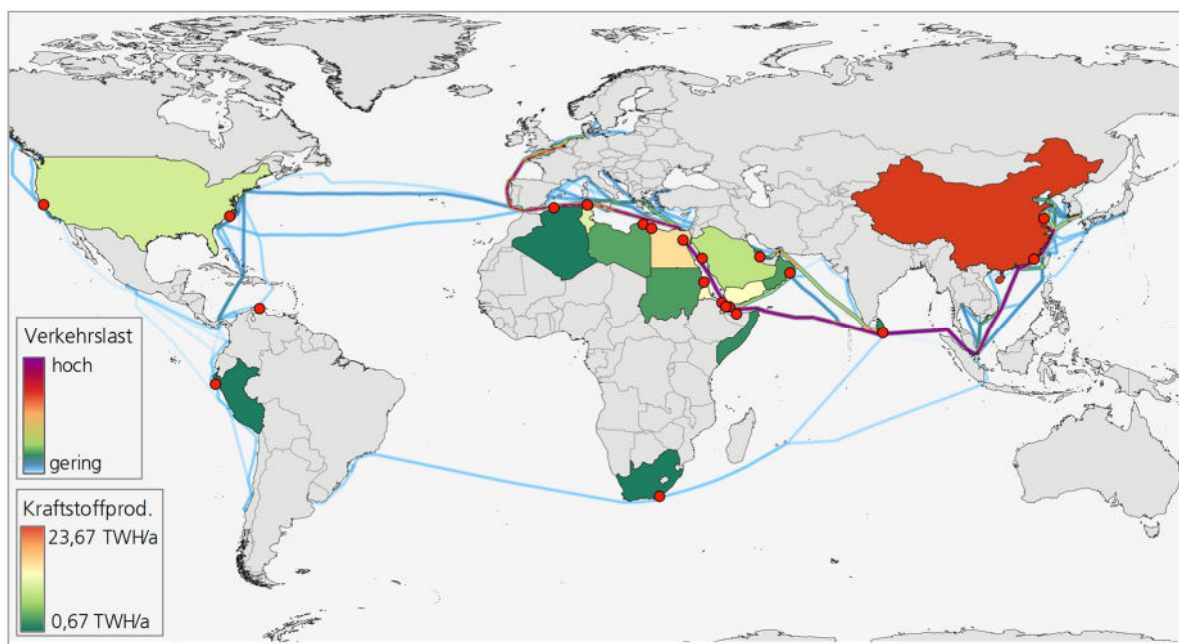 Verkehrslast
hoch
gering
Kraftstoffprod.
23,67 TWH/a
0,67 TWH/a